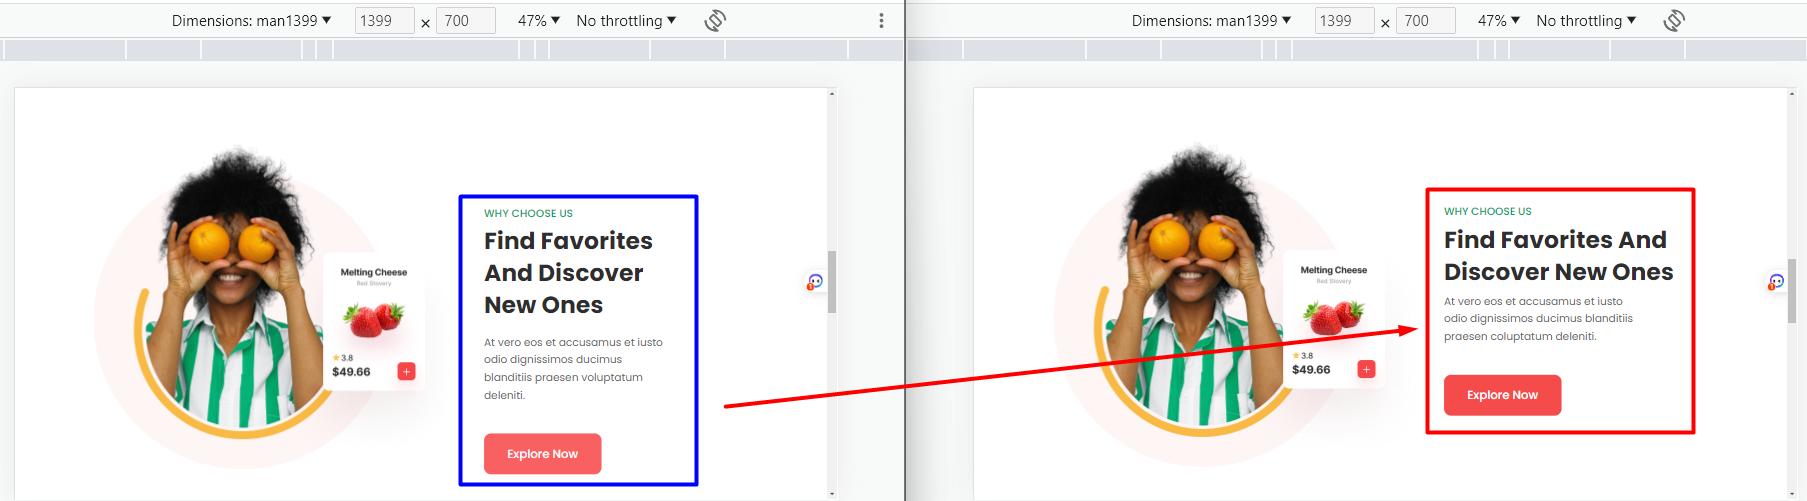 Dimensions: man1399 ▼ 1399 × 700 47% ▼ No throttling ▼
WHY CHOOSE US
Find Favorites
And Discover
New Ones
At vero eos et accusamus et iusto
odio dignissimos ducimus
blanditiis praesen voluptatum
deleniti.
Explore Now
Melting Cheese
Red Slovery
3.8
$49.66
+
1
Dimensions: man1399 ▼ 1399 × 700 47% ▼ No throttling ▼
WHY CHOOSE US
Find Favorites And
Discover New Ones
At vero eos et accusamus et iusto
odio dignissimos ducimus blanditiis
praesen coluptatum deleniti.
Explore Now
Melting Cheese
Red Slovery
3.8
$49.66
+
1